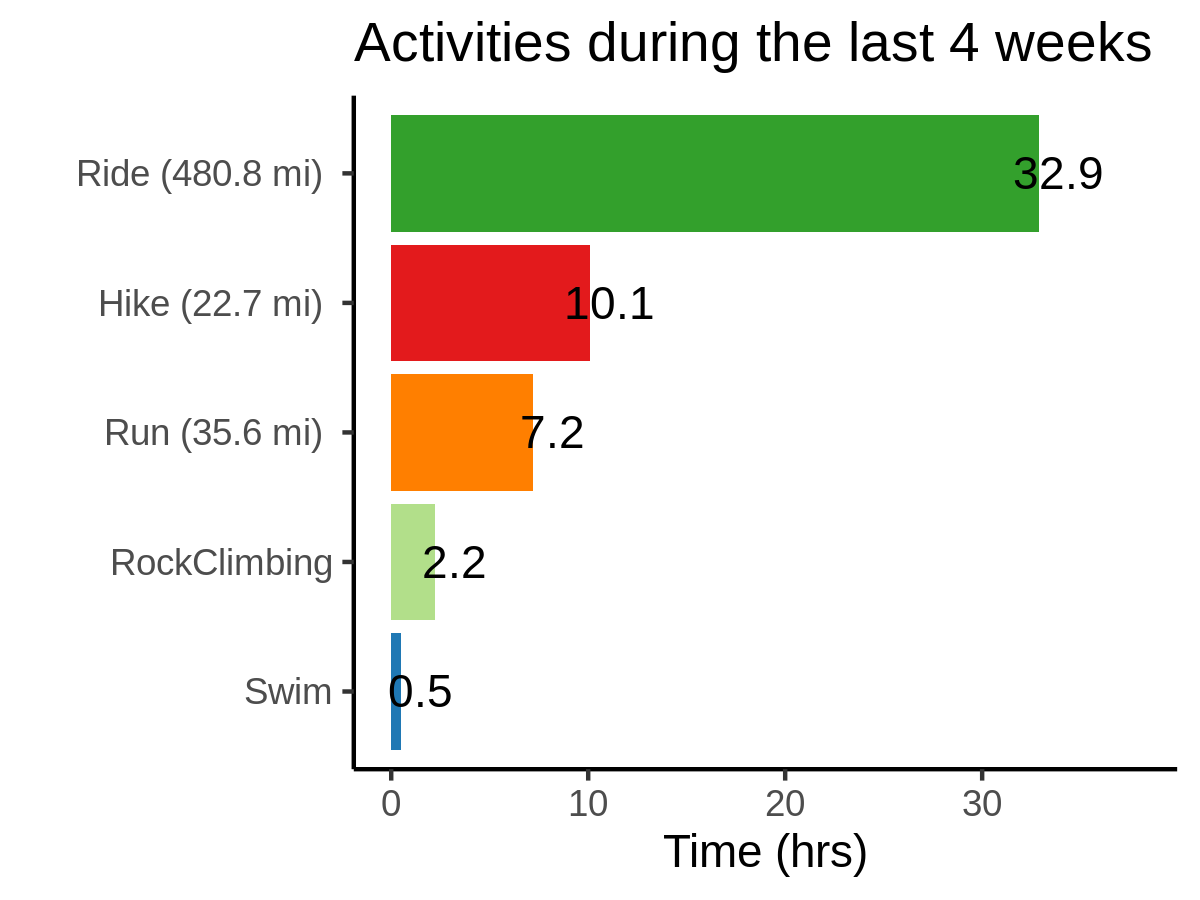 Activities during the last 4 weeks
Ride (480.8 mi) 32.9
Hike (22.7 mi) 10.1
Run (35.6 mi) 7.2
RockClimbing 2.2
Swim 0.5
0 10 20 30
Time (hrs)